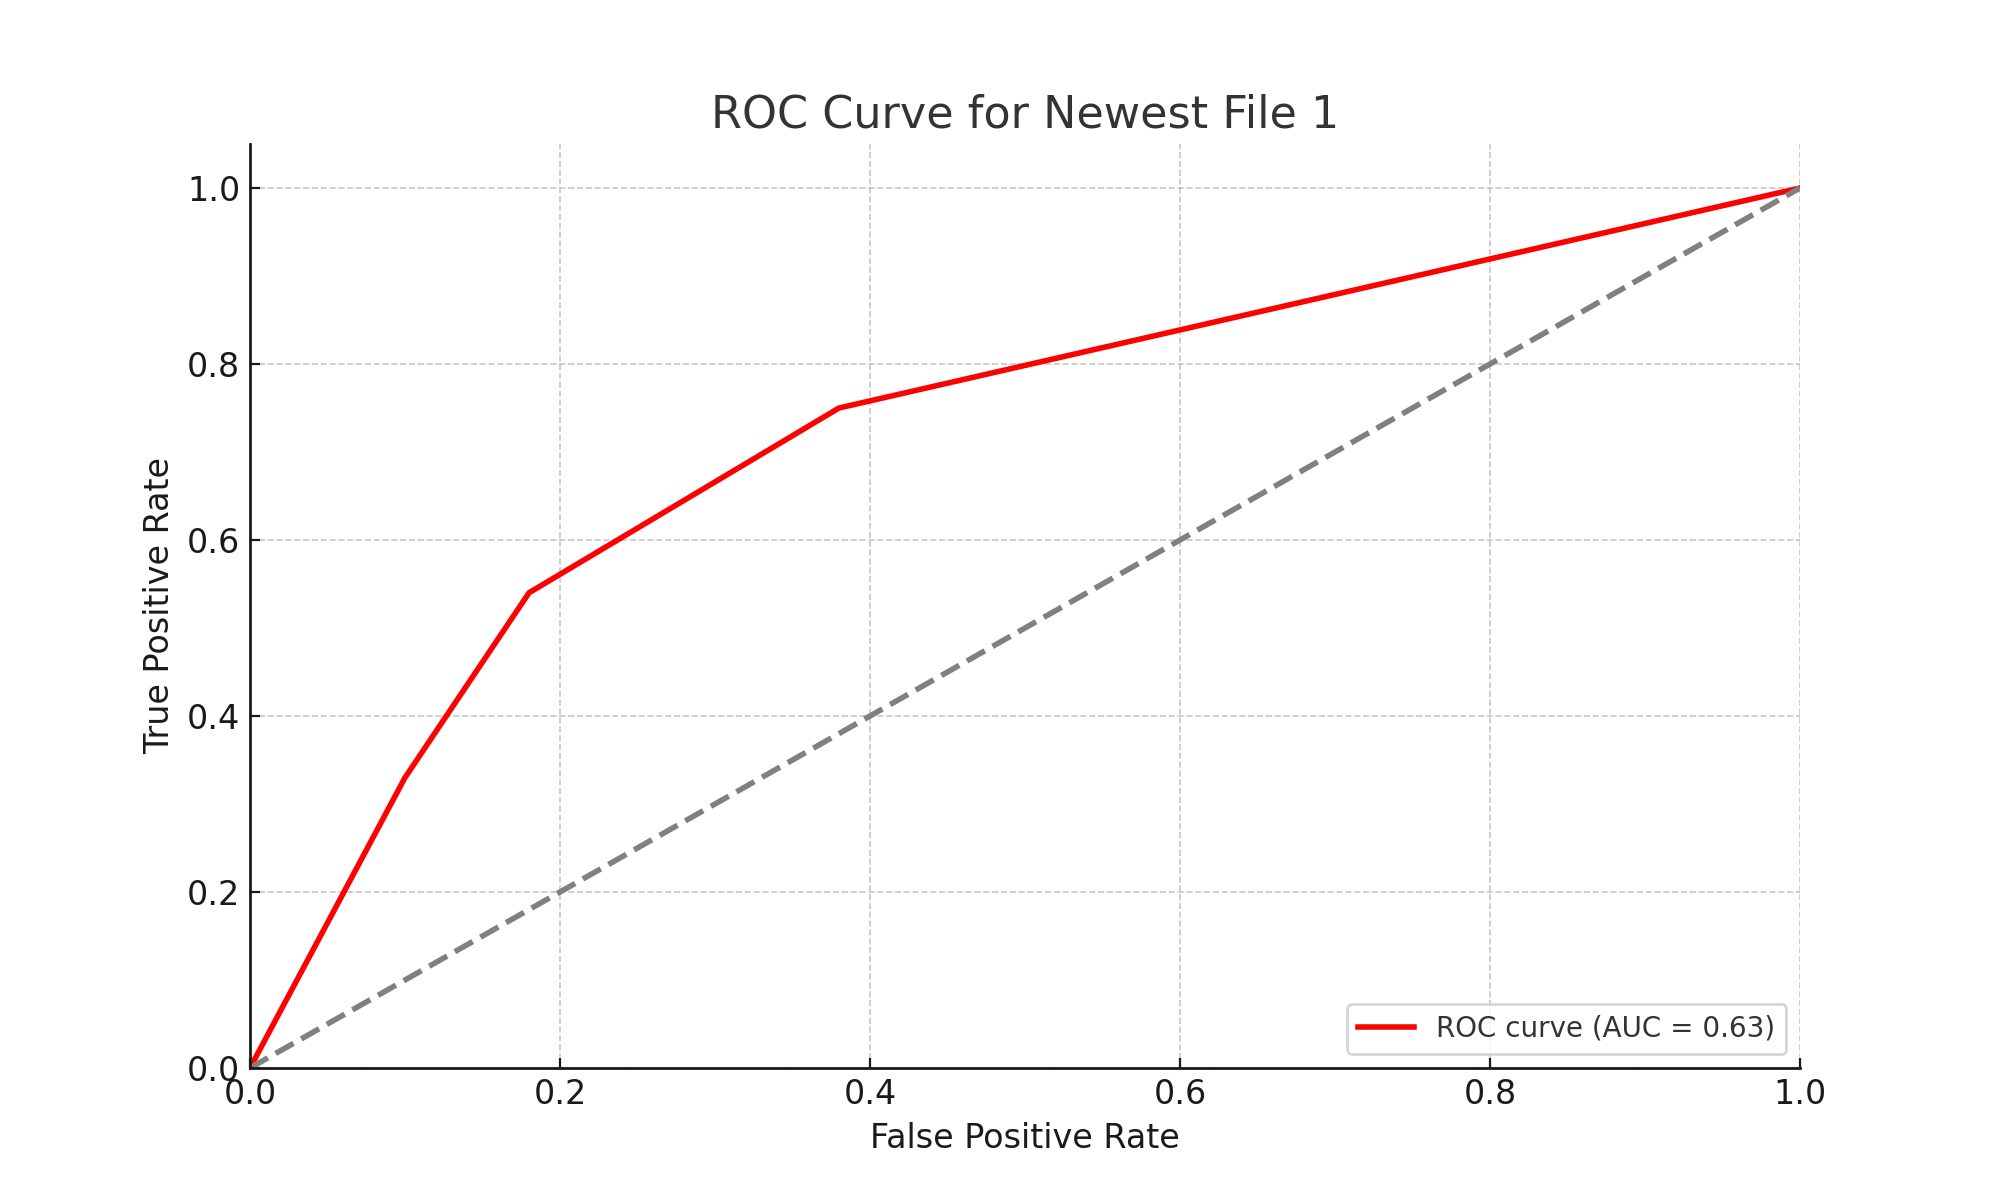 ROC Curve for Newest File 1
1.0
0.8
0.6
0.4
0.2
0.0
True Positive Rate
ROC curve (AUC = 0.63)
0.0 0.2 0.4 0.6 0.8 1.0
False Positive Rate